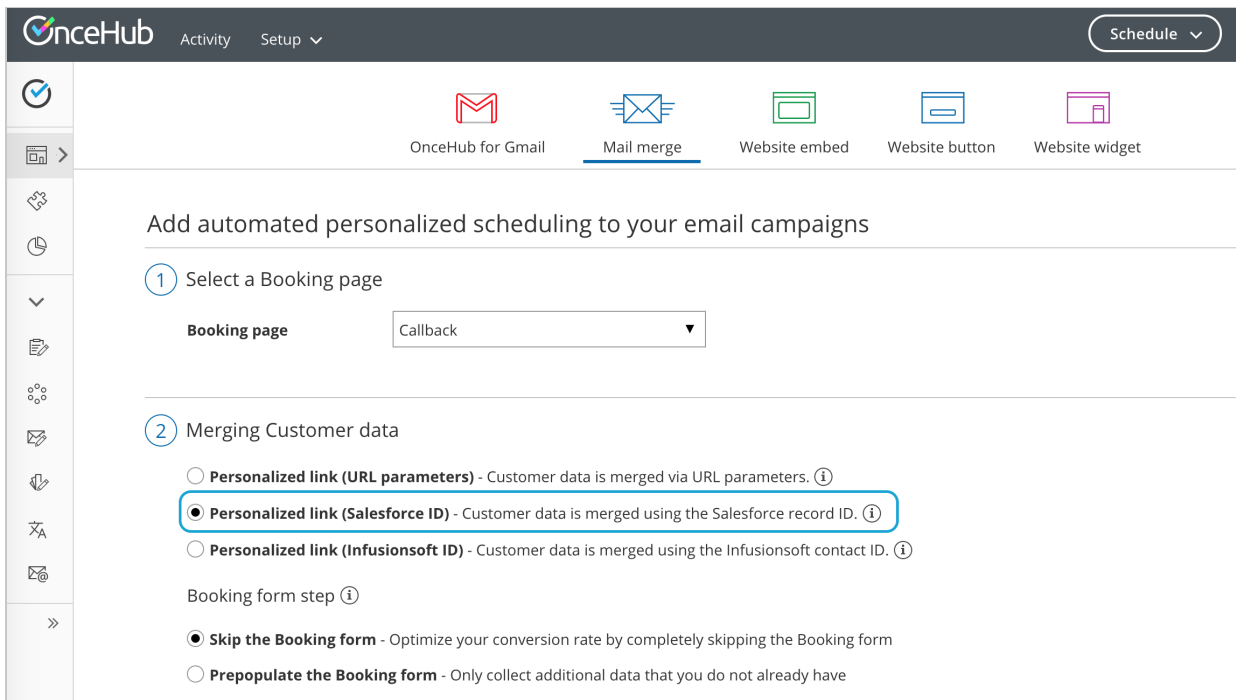 OnceHub
Activity
Setup
Schedule
OnceHub for Gmail
Mail merge
Website embed
Website button
Website widget
Add automated personalized scheduling to your email campaigns
1 Select a Booking page
Booking page
Callback
2 Merging Customer data
Personalized link (URL parameters) - Customer data is merged via URL parameters.
Personalized link (Salesforce ID) - Customer data is merged using the Salesforce record ID.
Personalized link (Infusionsoft ID) - Customer data is merged using the Infusionsoft contact ID.
Booking form step
Skip the Booking form - Optimize your conversion rate by completely skipping the Booking form
Prepopulate the Booking form - Only collect additional data that you do not already have